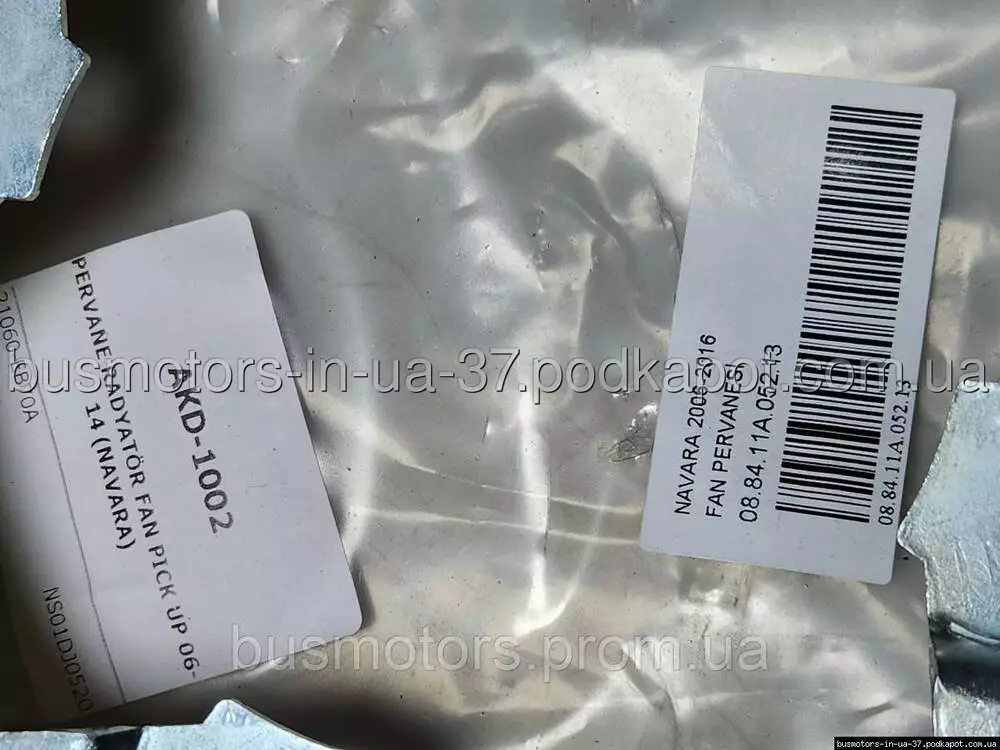 AKD-1002
PERVANE RADYATÖR FAN PICK UP 06-
14 (NAVARA)
NS01DJ0520
NAVARA 2006-2016
FAN PERVANESİ
08.84.11A.052.13
08.84.11A.052.13
busmotors-in-ua-37.podkapot.com.ua
busmotors.prom.ua
busmotors-in-ua-37.podkapot.com.ua